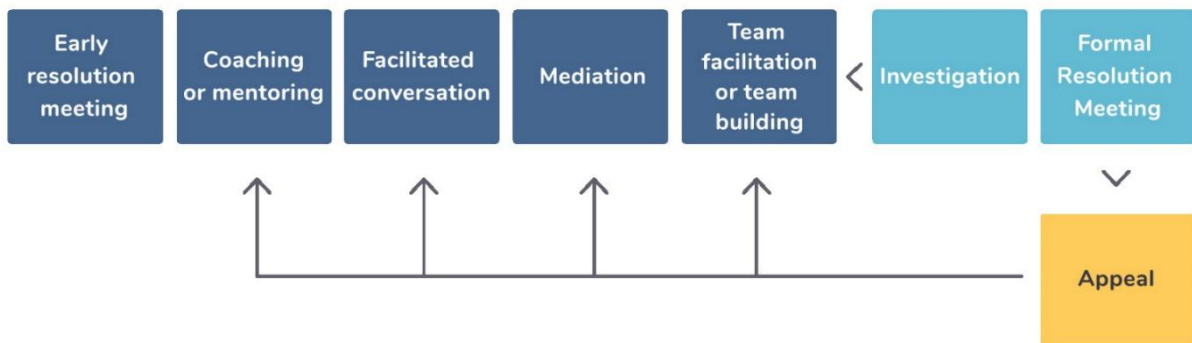 Early
resolution
meeting
Coaching
or mentoring
Facilitated
conversation
Mediation
Team
facilitation
or team
building
Investigation
Formal
Resolution
Meeting
Appeal